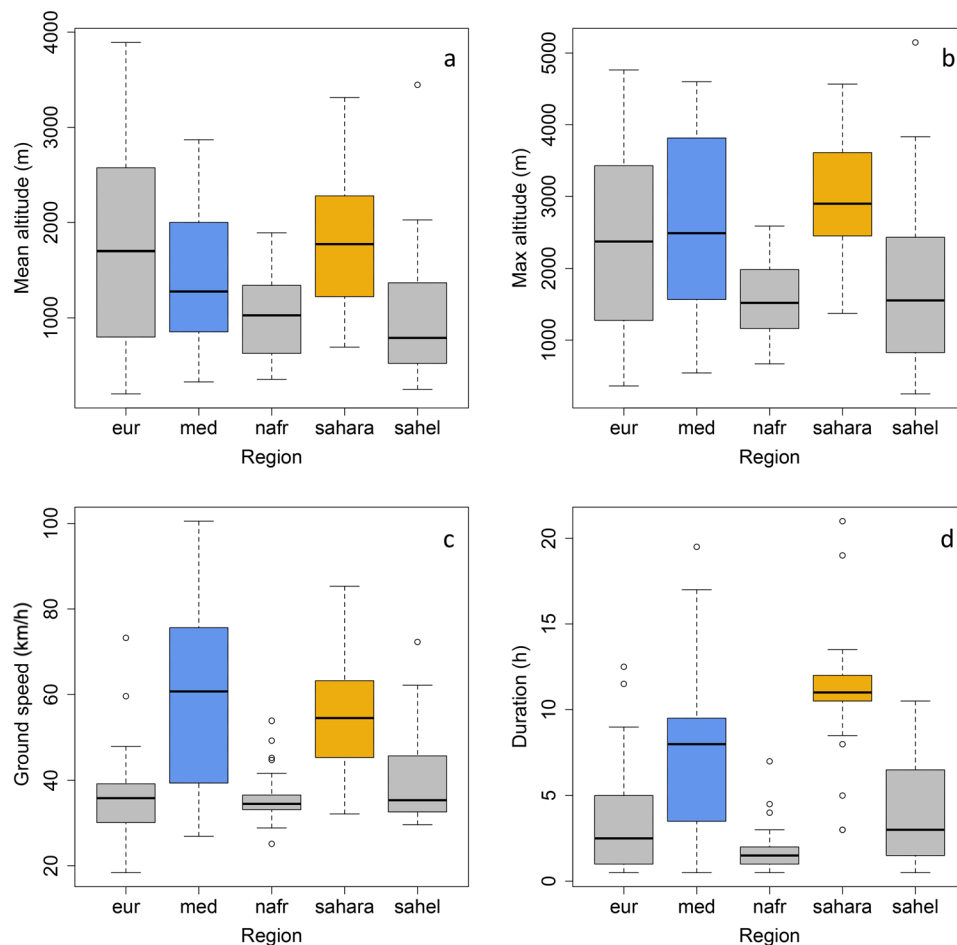 a
Mean altitude (m)
4000
3000
2000
1000
eur med nafr sahara sahel
Region
b
Max altitude (m)
5000
4000
3000
2000
1000
eur med nafr sahara sahel
Region
c
Ground speed (km/h)
100
80
60
40
20
eur med nafr sahara sahel
Region
d
Duration (h)
20
15
10
5
0
eur med nafr sahara sahel
Region